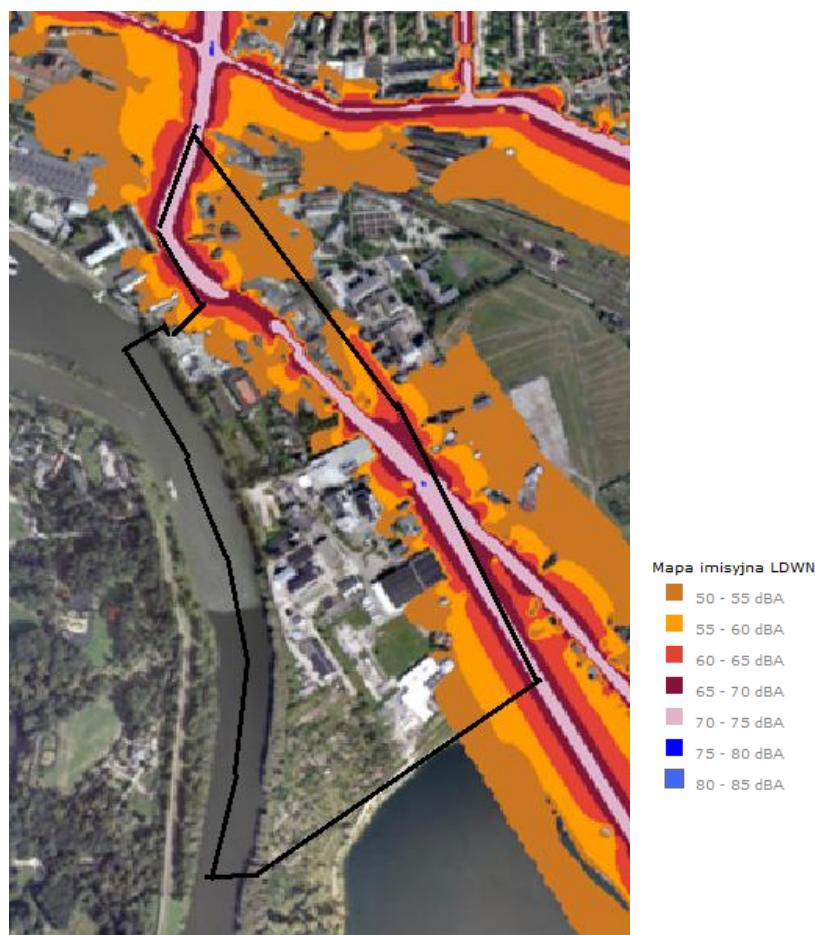 Mapa imisyjna LDWN
50 - 55 dBA
55 - 60 dBA
60 - 65 dBA
65 - 70 dBA
70 - 75 dBA
75 - 80 dBA
80 - 85 dBA